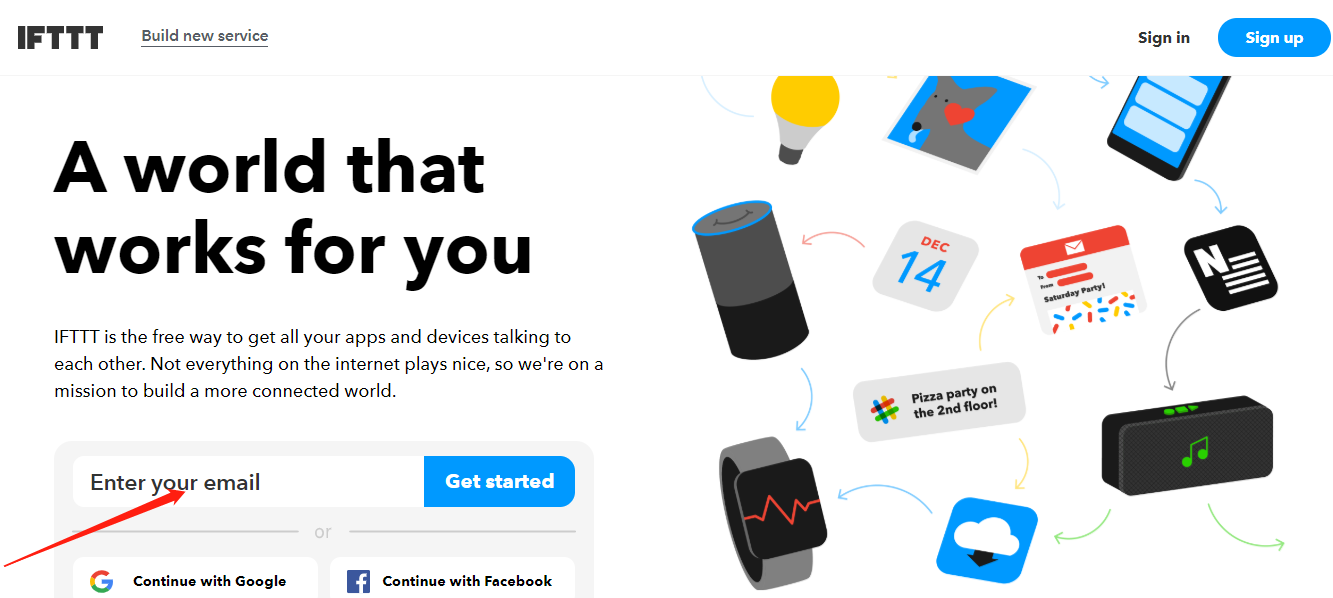 IFTTT
Build new service
Sign in
Sign up
A world that
works for you
IFTTT is the free way to get all your apps and devices talking to
each other. Not everything on the internet plays nice, so we're on a
mission to build a more connected world.
Enter your email
Get started
or
Continue with Google
Continue with Facebook
DEC
14
To
From
Saturday Party!
N
Pizza party on
the 2nd floor!